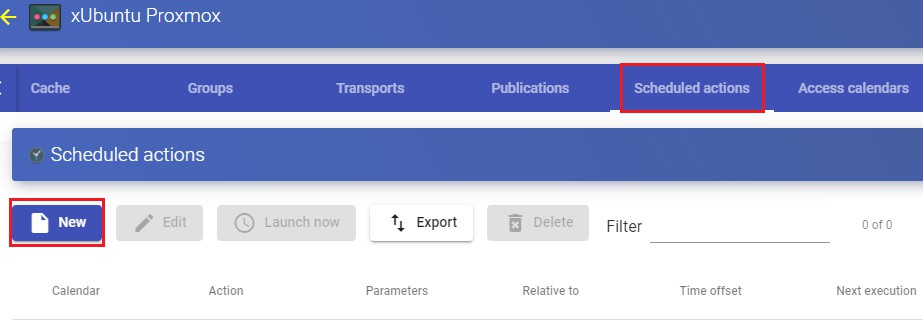 xUbuntu Proxmox
Cache Groups Transports Publications Scheduled actions Access calendars
Scheduled actions
New Edit Launch now Export Delete Filter 0 of 0
Calendar Action Parameters Relative to Time offset Next execution